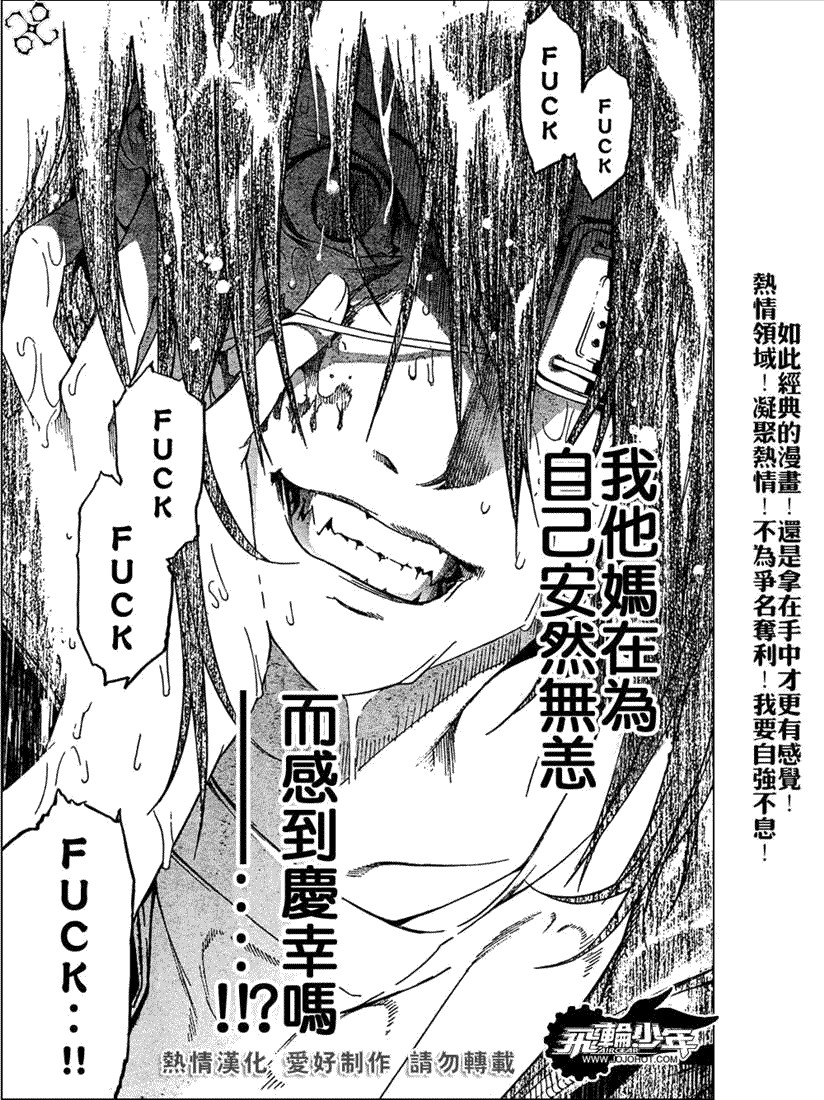 FUCK
FUCK
我他媽在為
自己安然無恙
FUCK
FUCK
而感到慶幸嗎
——‥‥!!?
FUCK‥!!
如此經典的漫畫！還是拿在手中才更有感覺！
熱情領域！凝聚熱情！不為爭名奪利！我要自強不息！
熱情漢化 愛好制作 請勿轉載
飛輪少年
AIRGEAR
WWW.JOJOHOT.COM